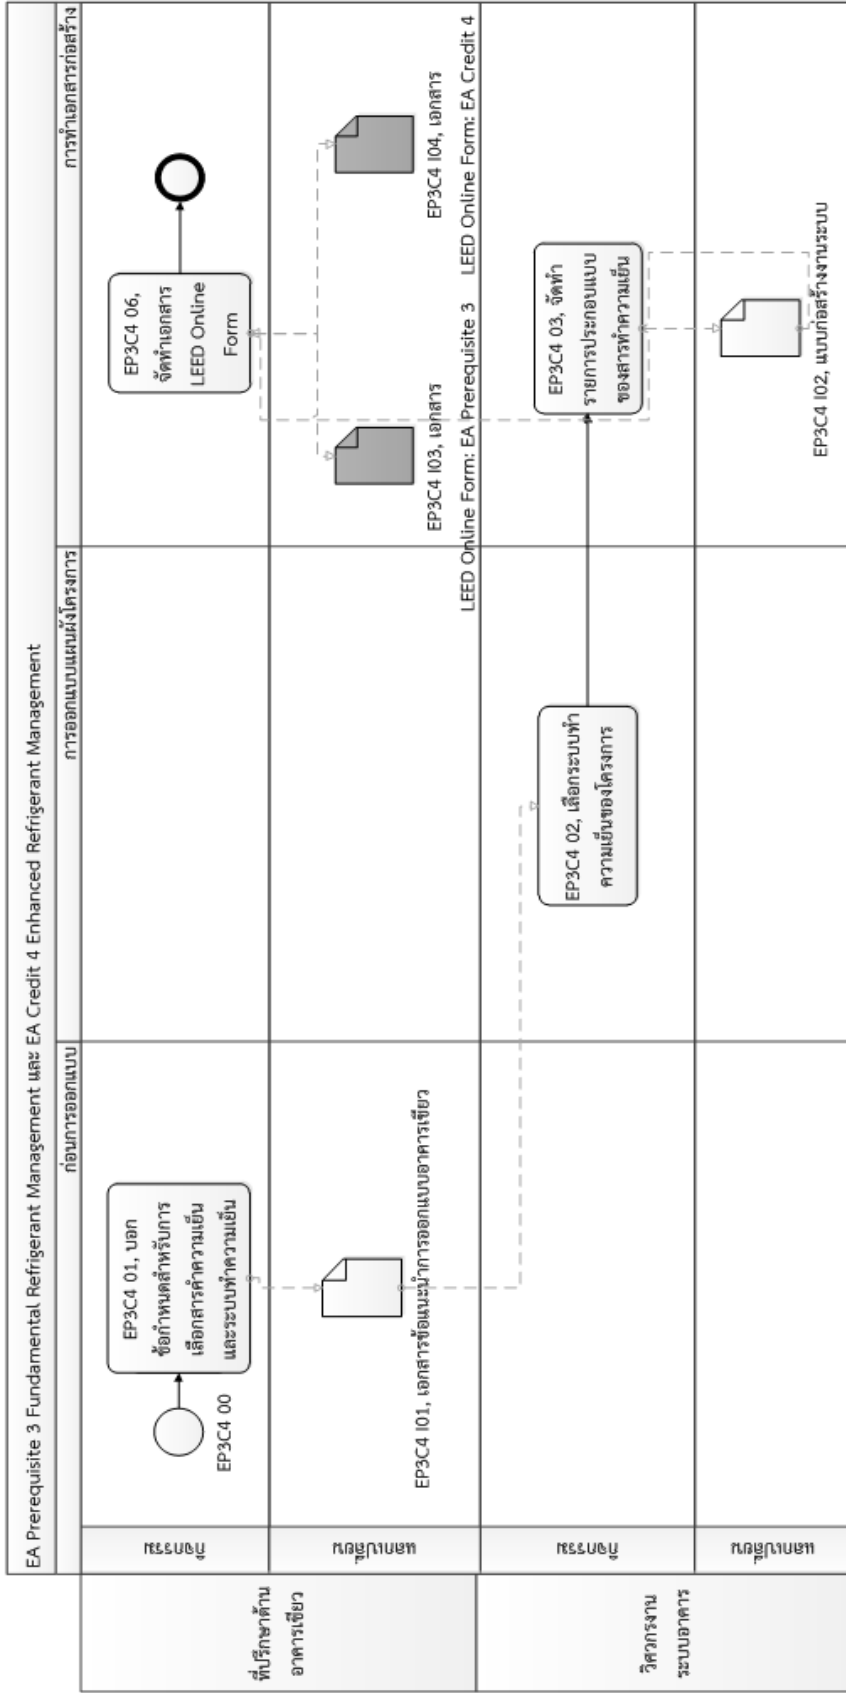 EA Prerequisite 3 Fundamental Refrigerant Management และ EA Credit 4 Enhanced Refrigerant Management
ก่อนการออกแบบ
การออกแบบแผนผังโครงการ
การทำเอกสารก่อสร้าง
ที่ปรึกษาด้าน
อาคารเขียว
กิจกรรม
EP3C4 00
EP3C4 01, บอก
ข้อกำหนดสำหรับการ
เลือกสารคำความเย็น
และระบบทำความเย็น
EP3C4 06,
จัดทำเอกสาร
LEED Online
Form
แลกเปลี่ยน
EP3C4 I01, เอกสารข้อแนะนำการออกแบบอาคารเขียว
EP3C4 I03, เอกสาร
LEED Online Form: EA Prerequisite 3
EP3C4 I04, เอกสาร
LEED Online Form: EA Credit 4
วิศวกรงาน
ระบบอาคาร
กิจกรรม
EP3C4 02, เลือกระบบทำ
ความเย็นของโครงการ
EP3C4 03, จัดทำ
รายการประกอบแบบ
ของสารทำความเย็น
แลกเปลี่ยน
EP3C4 I02, แบบก่อสร้างงานระบบ